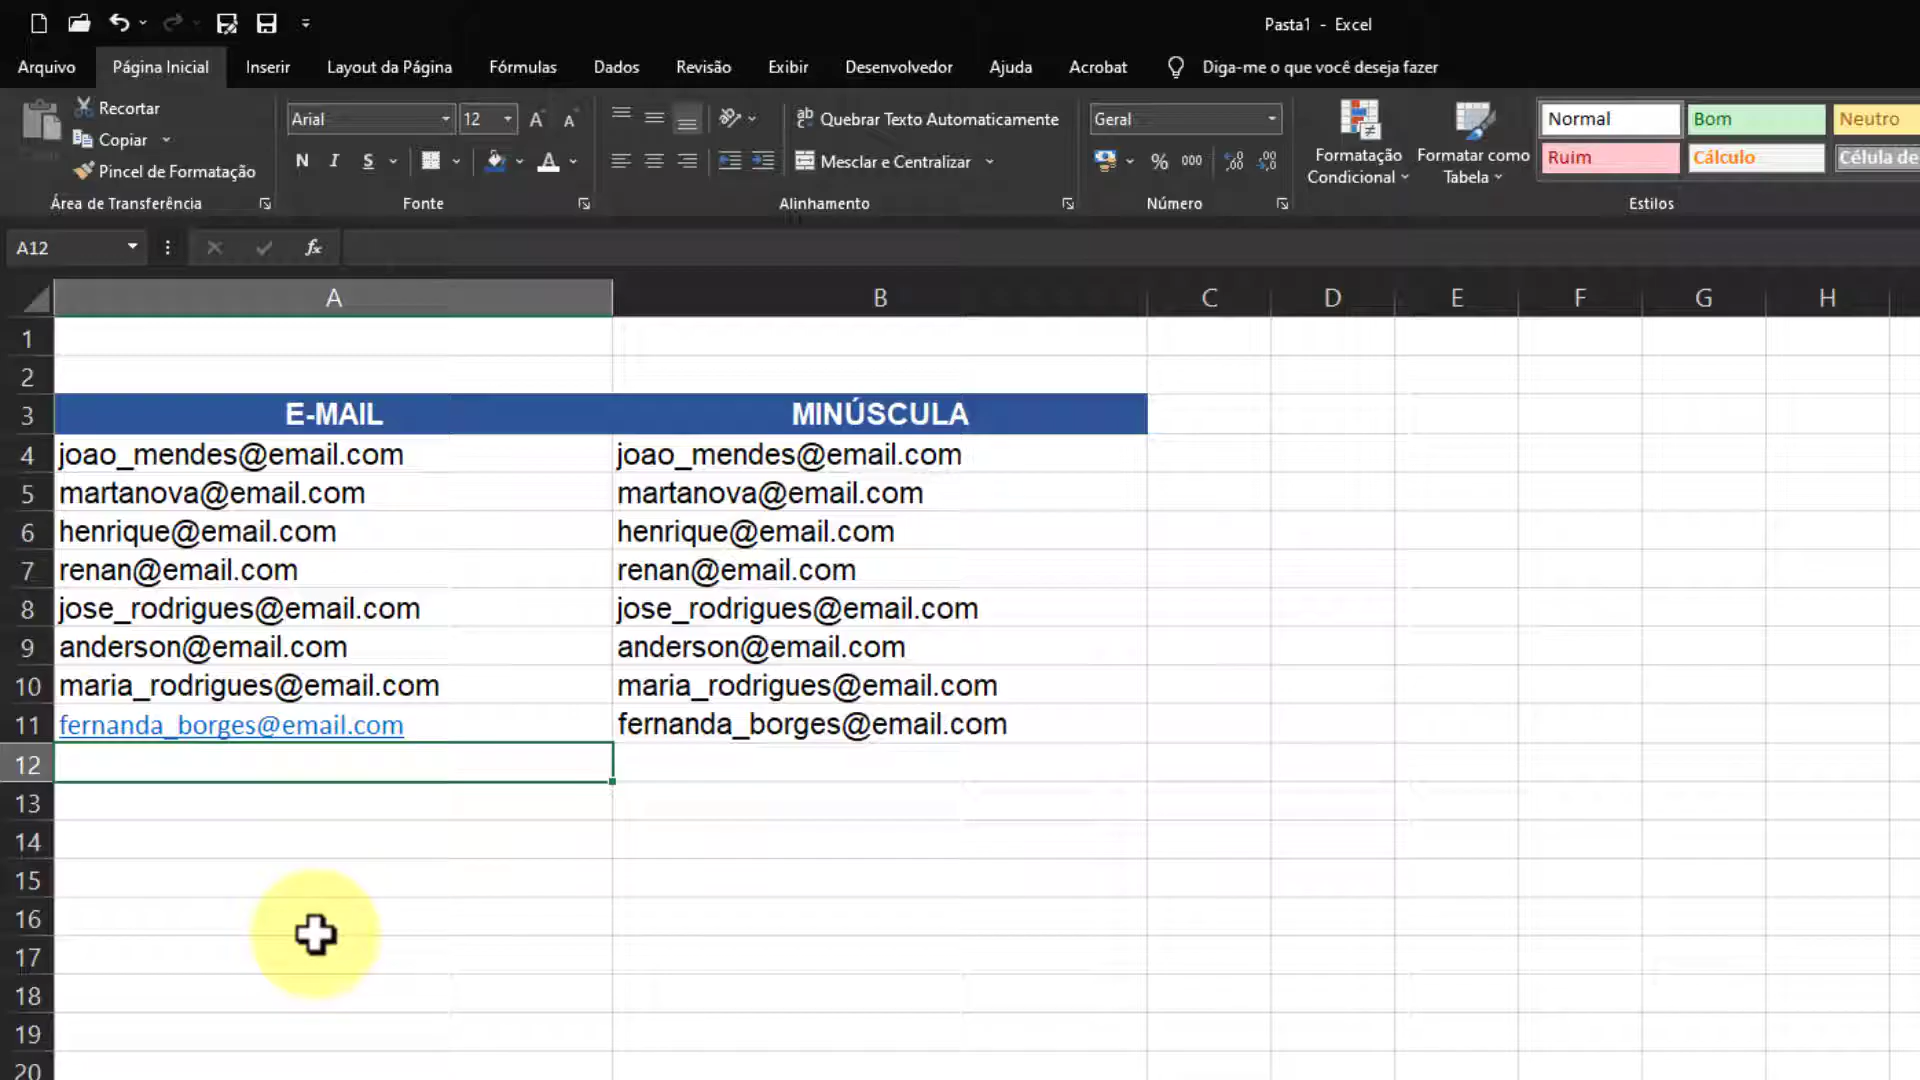 Pasta1 - Excel
Arquivo Página Inicial Inserir Layout da Página Fórmulas Dados Revisão Exibir Desenvolvedor Ajuda Acrobat Diga-me o que você deseja fazer
Recortar
Copiar
Pincel de Formatação
Área de Transferência
Arial 12
N I S A
Fonte
ab Quebrar Texto Automaticamente
Mesclar e Centralizar
Alinhamento
Geral
% 000
Número
Formatação Condicional
Formatar como Tabela
Normal Bom Neutro
Ruim Cálculo Célula de
Estilos
A12 fx
A B C D E F G H
1
2
3 E-MAIL MINÚSCULA
4 joao_mendes@email.com joao_mendes@email.com
5 martanova@email.com martanova@email.com
6 henrique@email.com henrique@email.com
7 renan@email.com renan@email.com
8 jose_rodrigues@email.com jose_rodrigues@email.com
9 anderson@email.com anderson@email.com
10 maria_rodrigues@email.com maria_rodrigues@email.com
11 fernanda_borges@email.com fernanda_borges@email.com
12
13
14
15
16
17
18
19
20